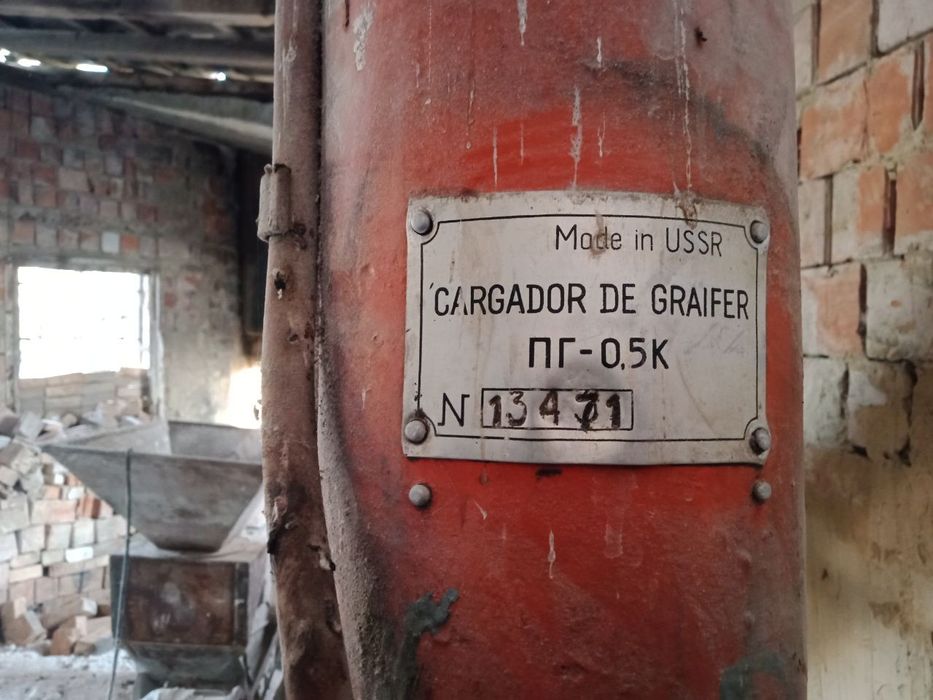 Made in USSR
CARGADOR DE GRAIFER
ПГ-0,5К
N 13471